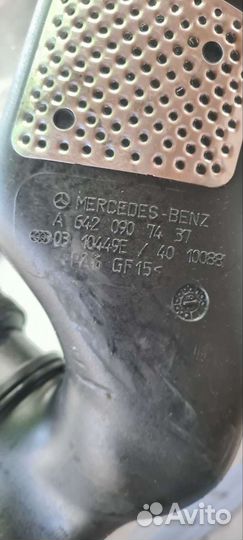 MERCEDES-BENZ
A 642 090 74 37
03 10449E / 40 10088
GF15<
Avito